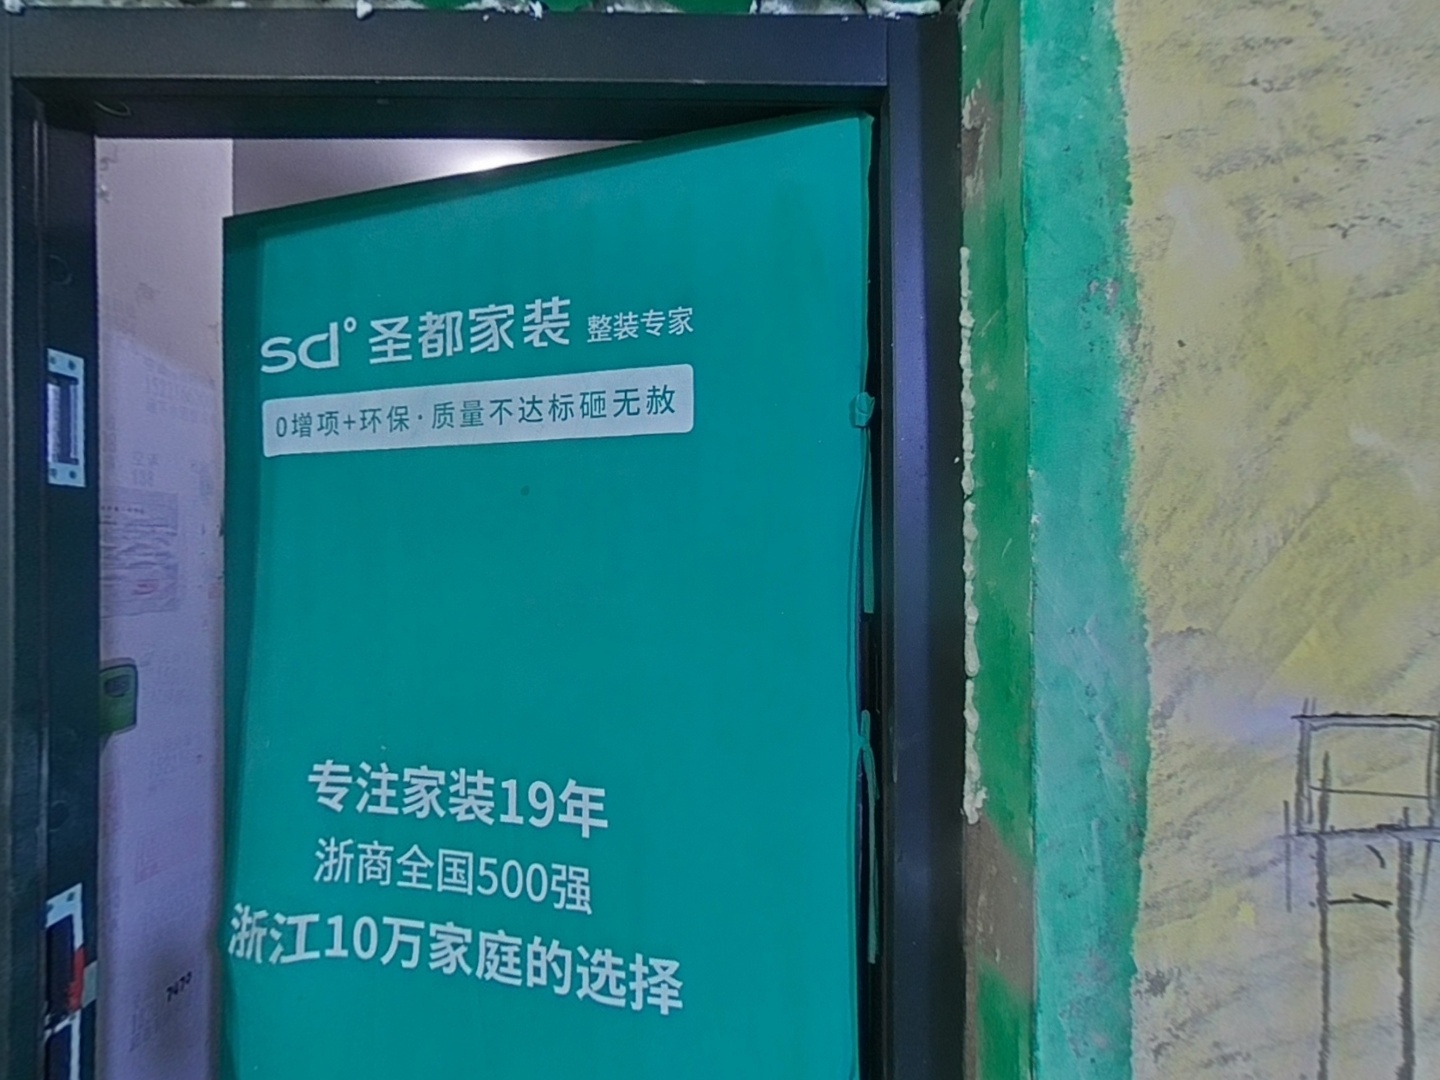 sd°圣都家装 整装专家
0增项+环保·质量不达标砸无赦
专注家装19年
浙商全国500强
浙江10万家庭的选择
7470